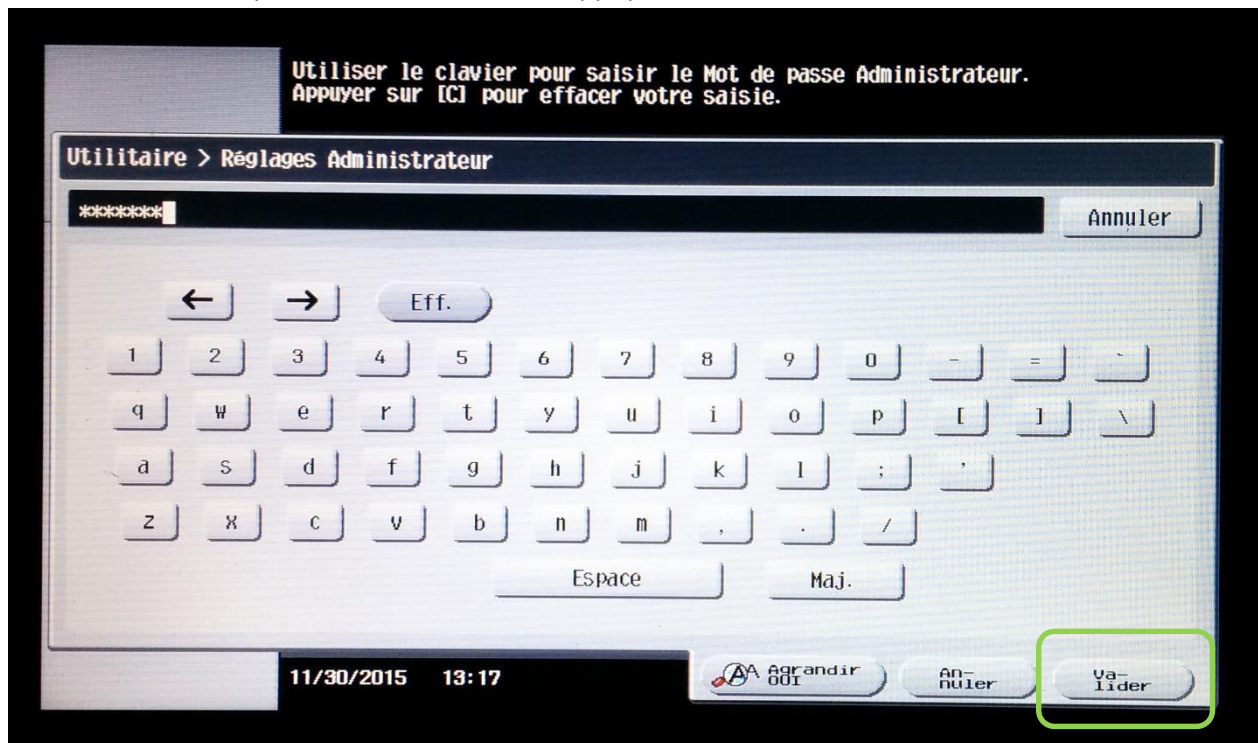 Utiliser le clavier pour saisir le Mot de passe Administrateur.
Appuyer sur [C] pour effacer votre saisie.
Utilitaire > Réglages Administrateur
*******
Annuler
← → Eff.
1 2 3 4 5 6 7 8 9 0 - = `
q w e r t y u i o p [ ] \
a s d f g h j k l ; '
z x c v b n m , . /
Espace Maj.
11/30/2015 13:17
Agrandir
An-
nuler
Va-
lider